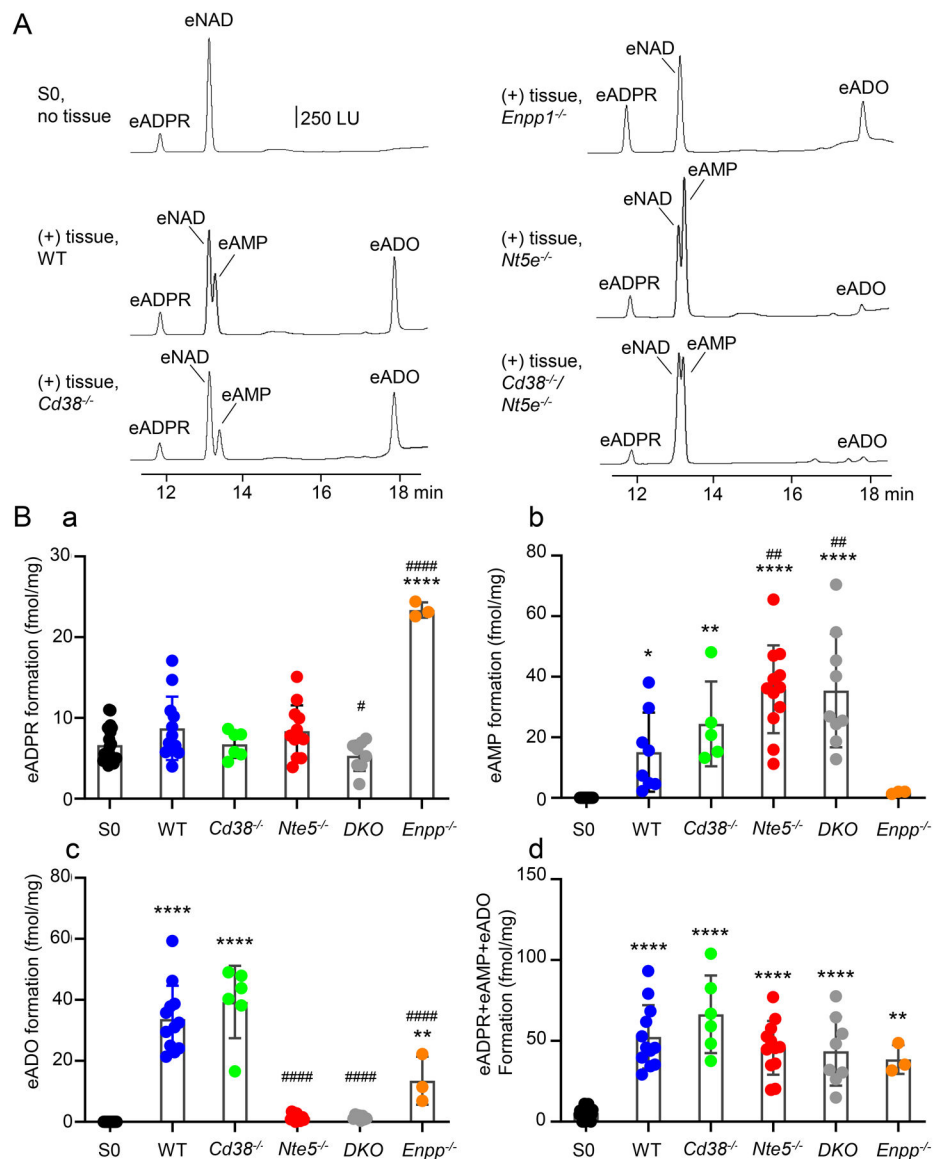 A
S0,
no tissue
eNAD
eADPR
250 LU
(+) tissue,
WT
eNAD
eAMP
eADPR
eADO
(+) tissue,
Cd38-/-
eNAD
eAMP
eADPR
eADO
12 14 16 18 min
(+) tissue,
Enpp1-/-
eNAD
eADPR
eADO
(+) tissue,
Nt5e-/-
eAMP
eNAD
eADPR
eADO
(+) tissue,
Cd38-/-/
Nt5e-/-
eNAD
eAMP
eADPR
eADO
12 14 16 18 min
B a
eADPR formation (fmol/mg)
30
20
10
0
#
####
****
S0 WT Cd38-/- Nte5-/- DKO Enpp-/-
b
eAMP formation (fmol/mg)
80
60
40
20
0
*
**
##
****
##
****
S0 WT Cd38-/- Nte5-/- DKO Enpp-/-
c
eADO formation (fmol/mg)
80
60
40
20
0
****
****
####
####
####
**
S0 WT Cd38-/- Nte5-/- DKO Enpp-/-
d
eADPR+eAMP+eADO
Formation (fmol/mg)
150
100
50
0
****
****
****
****
**
S0 WT Cd38-/- Nte5-/- DKO Enpp-/-